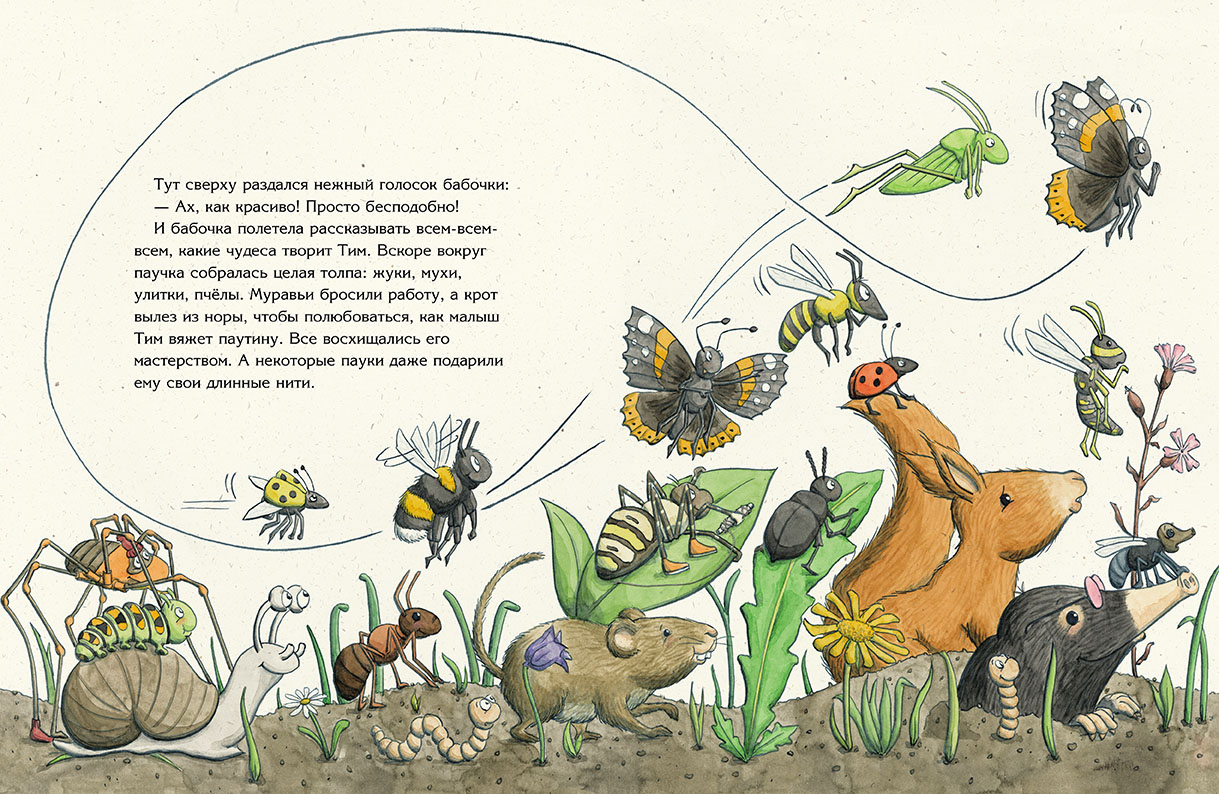 Тут сверху раздался нежный голосок бабочки:
— Ах, как красиво! Просто бесподобно!
И бабочка полетела рассказывать всем-всем-
всем, какие чудеса творит Тим. Вскоре вокруг
паучка собралась целая толпа: жуки, мухи,
улитки, пчёлы. Муравьи бросили работу, а крот
вылез из норы, чтобы полюбоваться, как малыш
Тим вяжет паутину. Все восхищались его
мастерством. А некоторые пауки даже подарили
ему свои длинные нити.